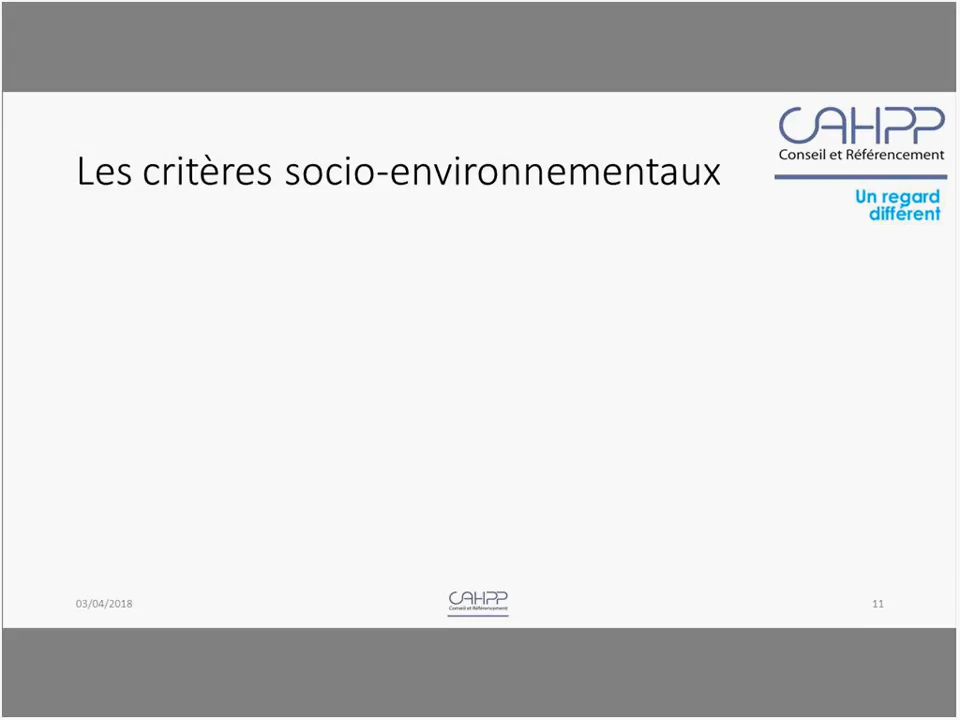 CAHPP
Conseil et Référencement
Les critères socio-environnementaux
Un regard
différent
03/04/2018
CAHPP
Conseil et Référencement
11